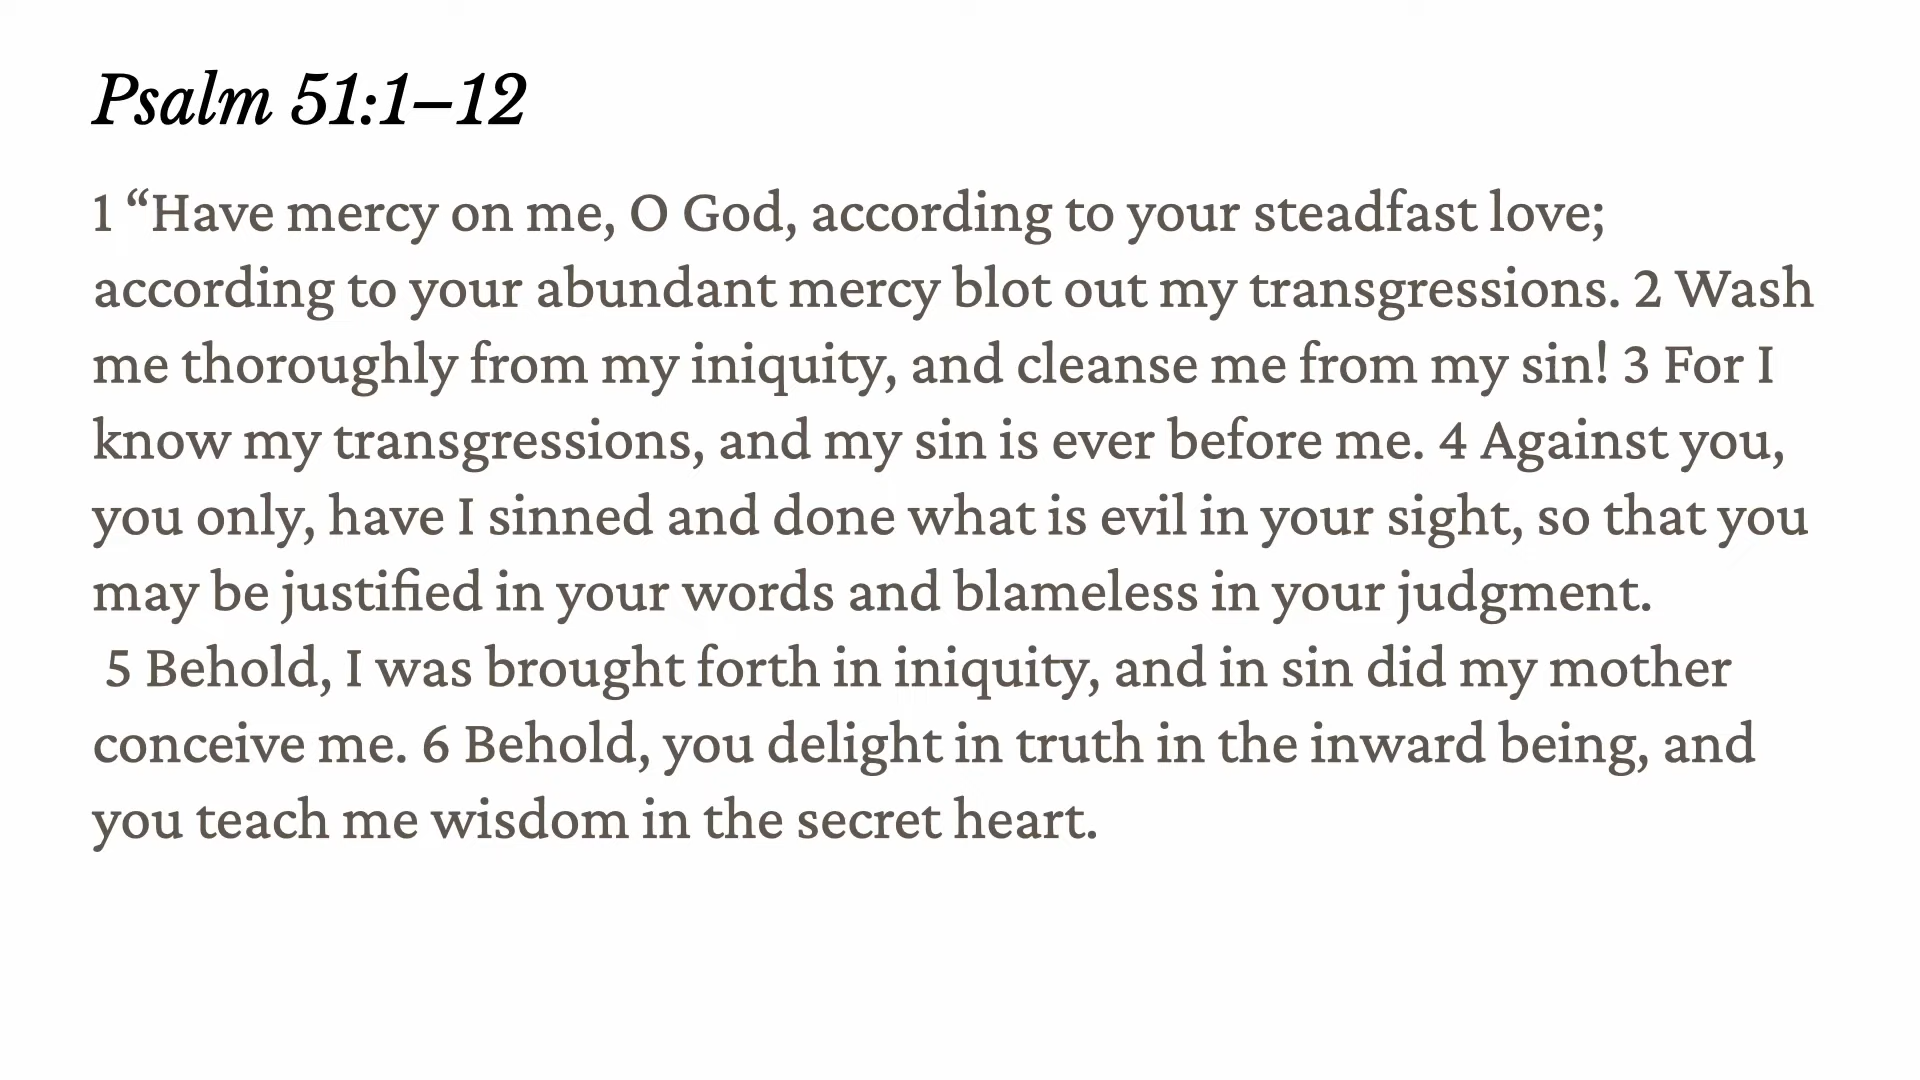 Psalm 51:1–12
1 “Have mercy on me, O God, according to your steadfast love;
according to your abundant mercy blot out my transgressions. 2 Wash
me thoroughly from my iniquity, and cleanse me from my sin! 3 For I
know my transgressions, and my sin is ever before me. 4 Against you,
you only, have I sinned and done what is evil in your sight, so that you
may be justified in your words and blameless in your judgment.
5 Behold, I was brought forth in iniquity, and in sin did my mother
conceive me. 6 Behold, you delight in truth in the inward being, and
you teach me wisdom in the secret heart.